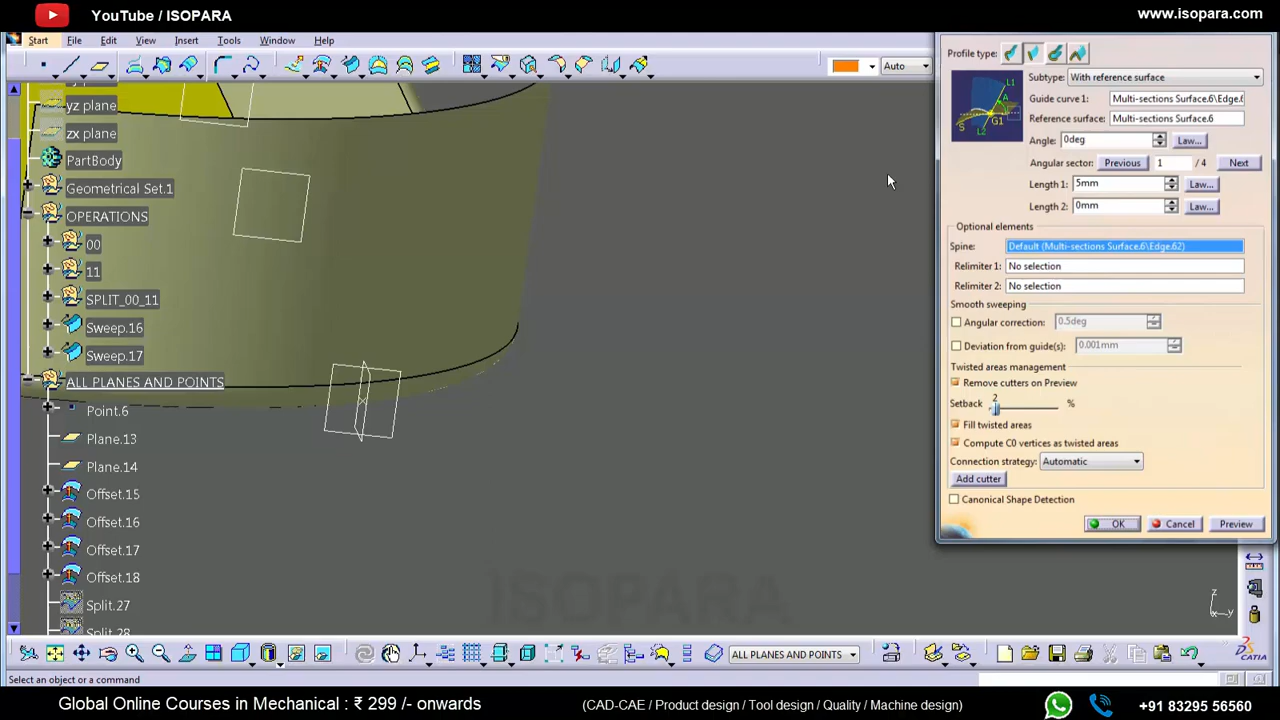 YouTube / ISOPARA
www.isopara.com
Start File Edit View Insert Tools Window Help
Auto
Profile type:
Subtype: With reference surface
Guide curve 1: Multi-sections Surface.6\Edge.6
Reference surface: Multi-sections Surface.6
Angle: 0deg Law...
Angular sector: Previous 1 / 4 Next
Length 1: 5mm Law...
Length 2: 0mm Law...
Optional elements
Spine: Default (Multi-sections Surface.6\Edge.62)
Relimiter 1: No selection
Relimiter 2: No selection
Smooth sweeping
Angular correction: 0.5deg
Deviation from guide(s): 0.001mm
Twisted areas management
Remove cutters on Preview
Setback 2 %
Fill twisted areas
Compute C0 vertices as twisted areas
Connection strategy: Automatic
Add cutter
Canonical Shape Detection
OK Cancel Preview
L1
A
G1
S
L2
yz plane
zx plane
PartBody
Geometrical Set.1
OPERATIONS
00
11
SPLIT_00_11
Sweep.16
Sweep.17
ALL PLANES AND POINTS
Point.6
Plane.13
Plane.14
Offset.15
Offset.16
Offset.17
Offset.18
Split.27
Split.28
ISOPARA
z
x y
ALL PLANES AND POINTS
CATIA
Select an object or a command
Global Online Courses in Mechanical : ₹ 299 /- onwards
(CAD-CAE / Product design / Tool design / Quality / Machine design)
+91 83295 56560